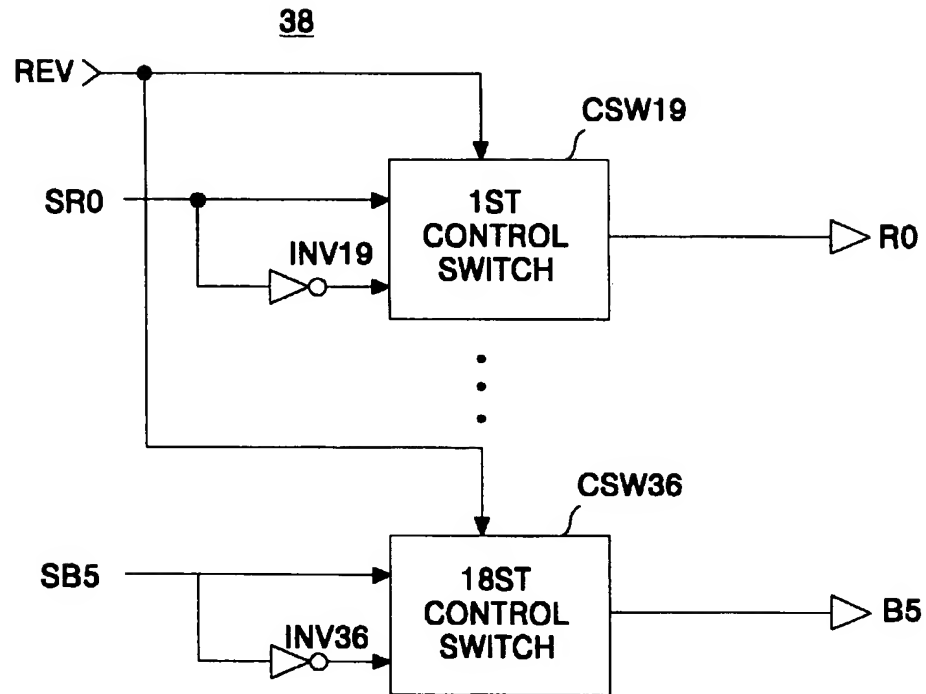 38
REV
CSW19
SR0
1ST
CONTROL
SWITCH
R0
INV19
CSW36
SB5
18ST
CONTROL
SWITCH
B5
INV36